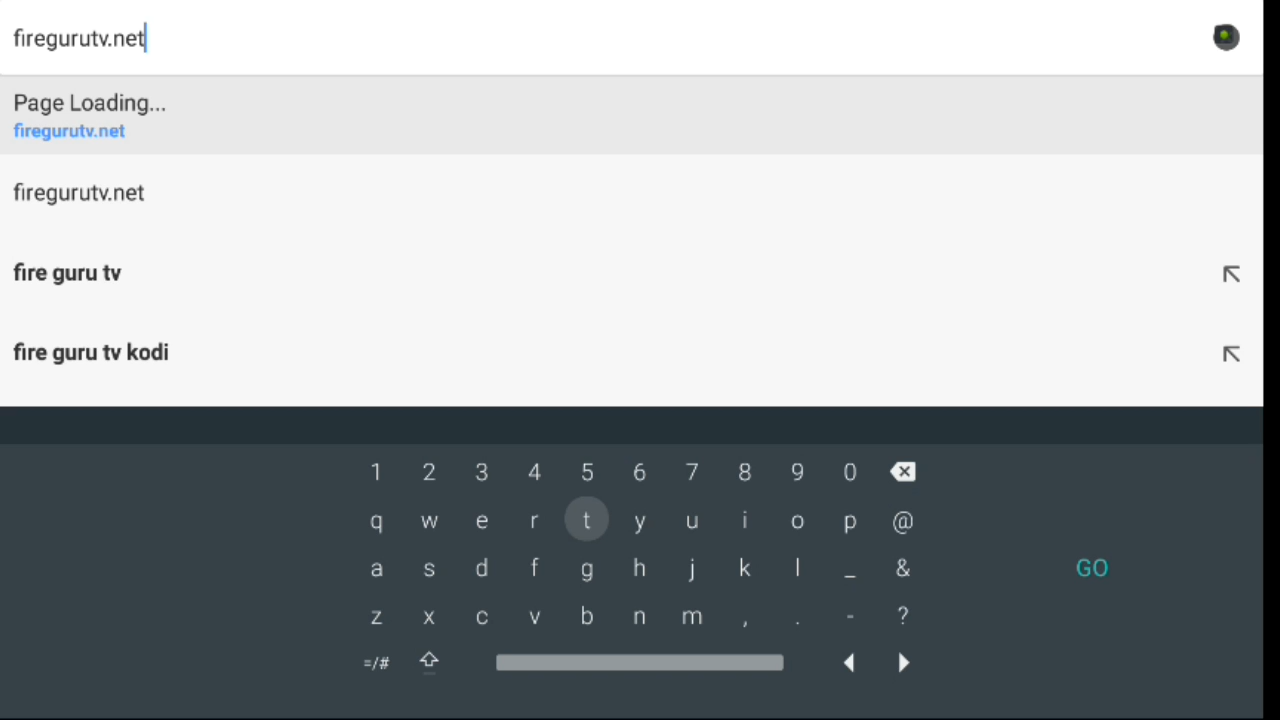 firegurutv.net
Page Loading...
firegurutv.net
firegurutv.net
fire guru tv
fire guru tv kodi
1 2 3 4 5 6 7 8 9 0
q w e r t y u i o p @
a s d f g h j k l _ &
GO
z x c v b n m , . - ?
=/#